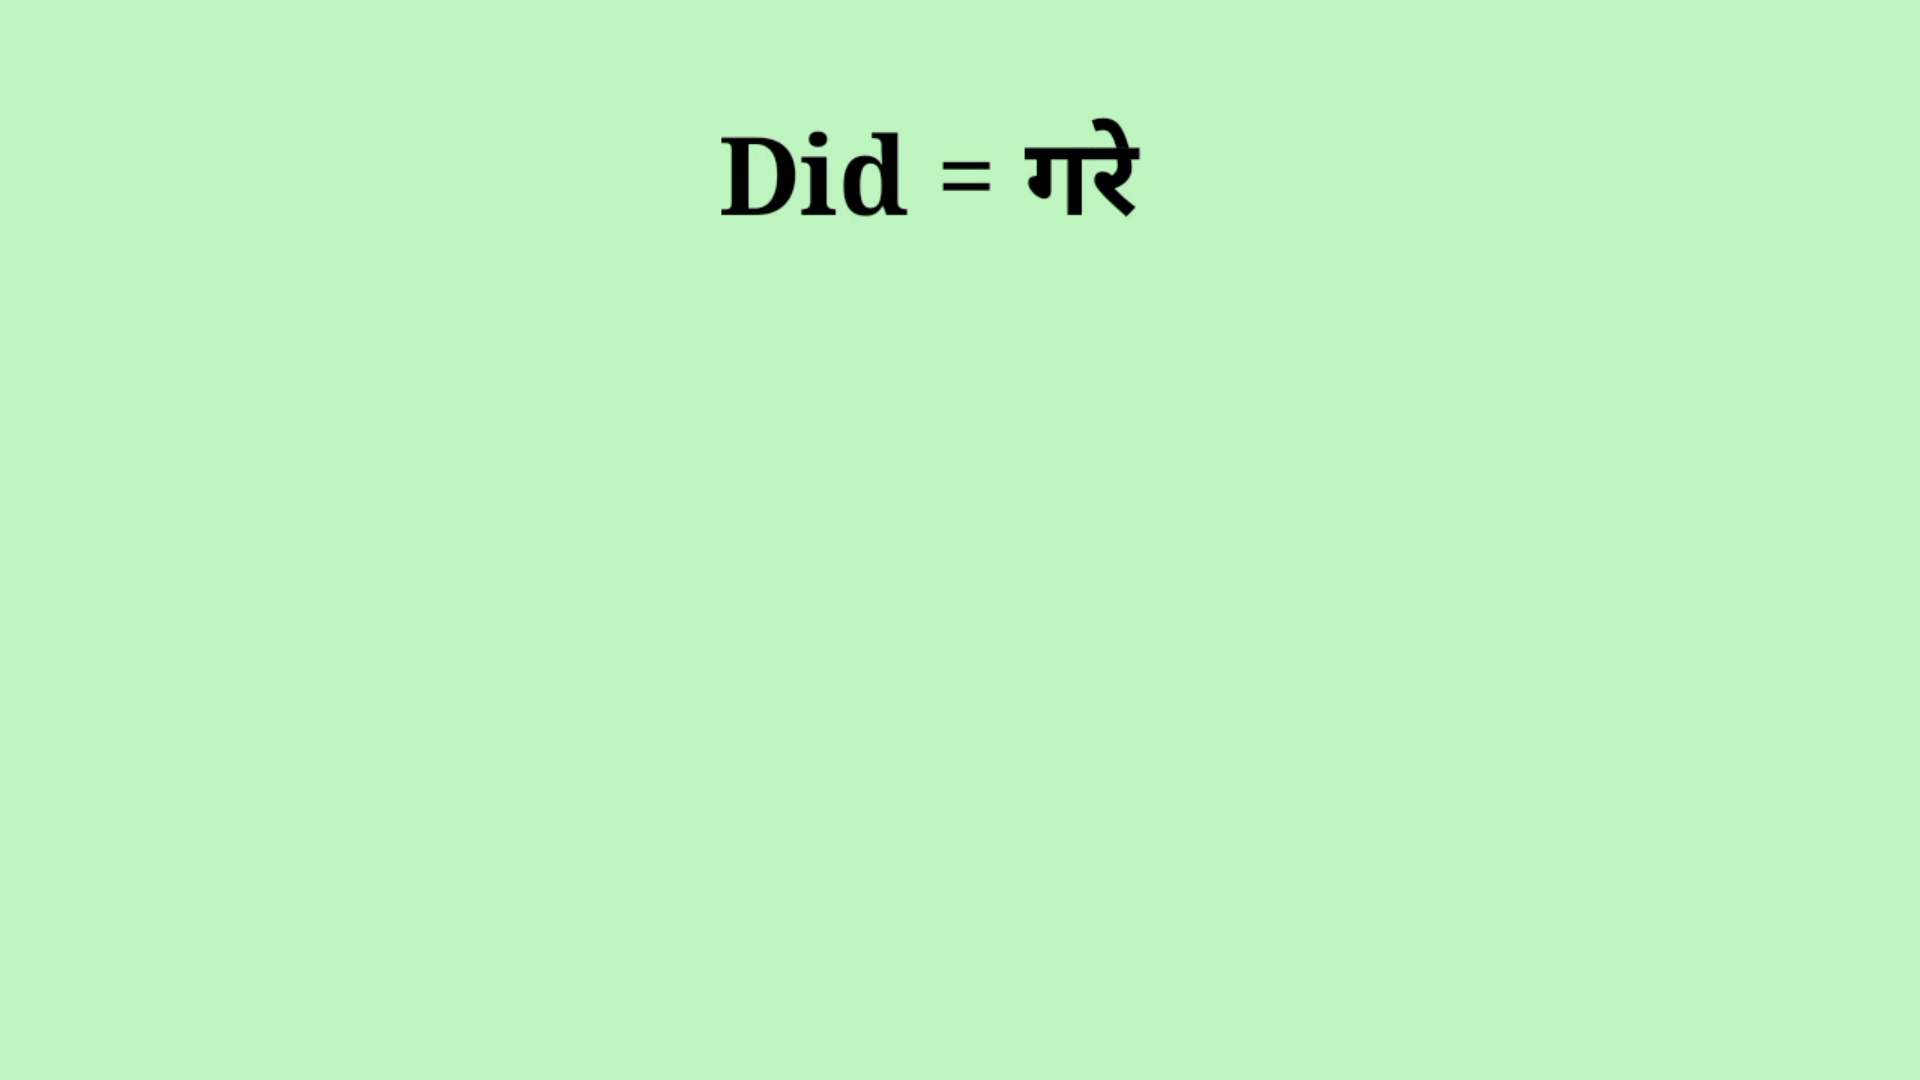 Did = गरे